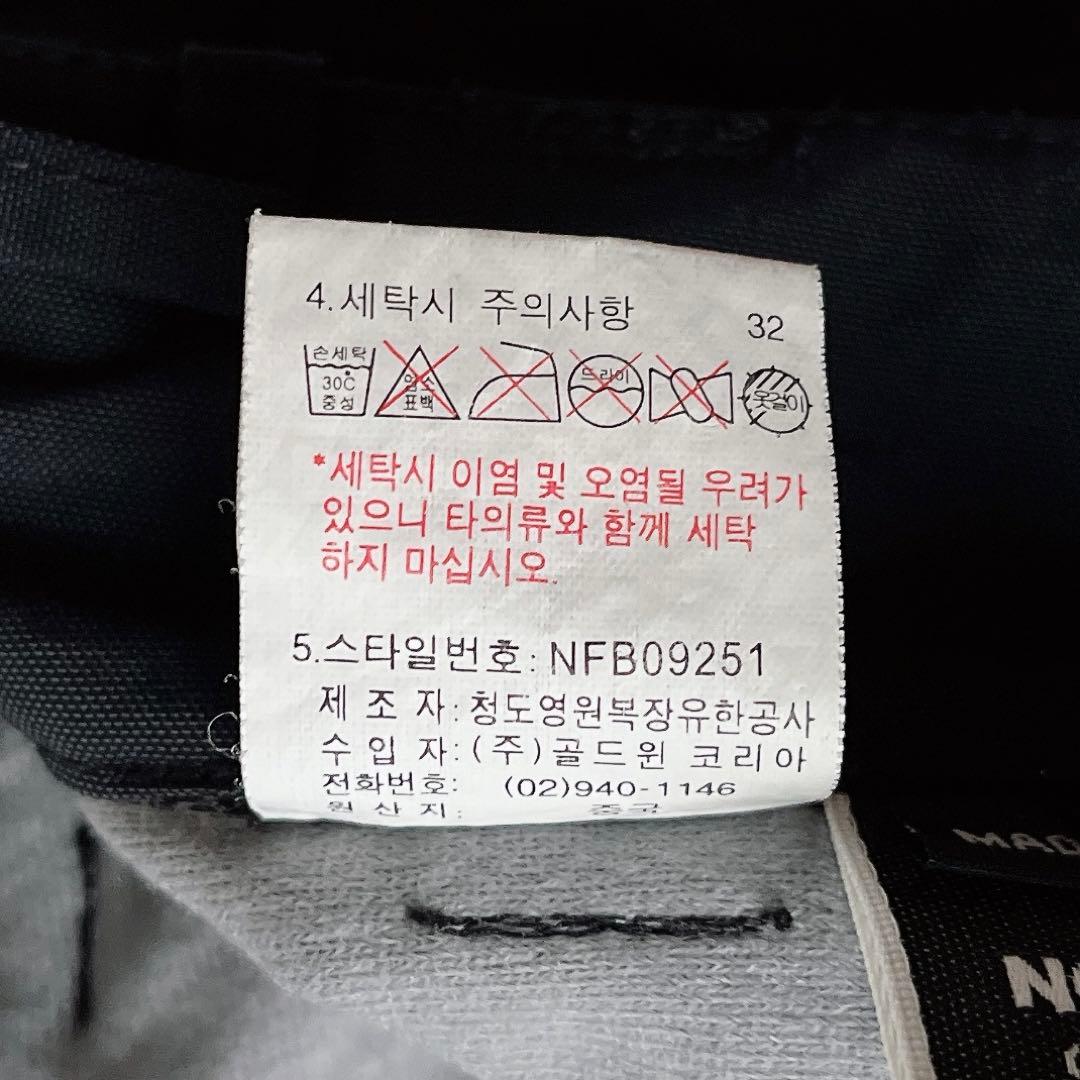 4.세탁시 주의사항
32
손세탁
30C
중성
염소
표백
드라이
옷걸이
*세탁시 이염 및 오염될 우려가
있으니 타의류와 함께 세탁
하지 마십시오.
5.스타일번호: NFB09251
제 조 자: 청도영원복장유한공사
수 입 자: (주)골드윈 코리아
전화번호: (02)940-1146
원 산 지: 중국